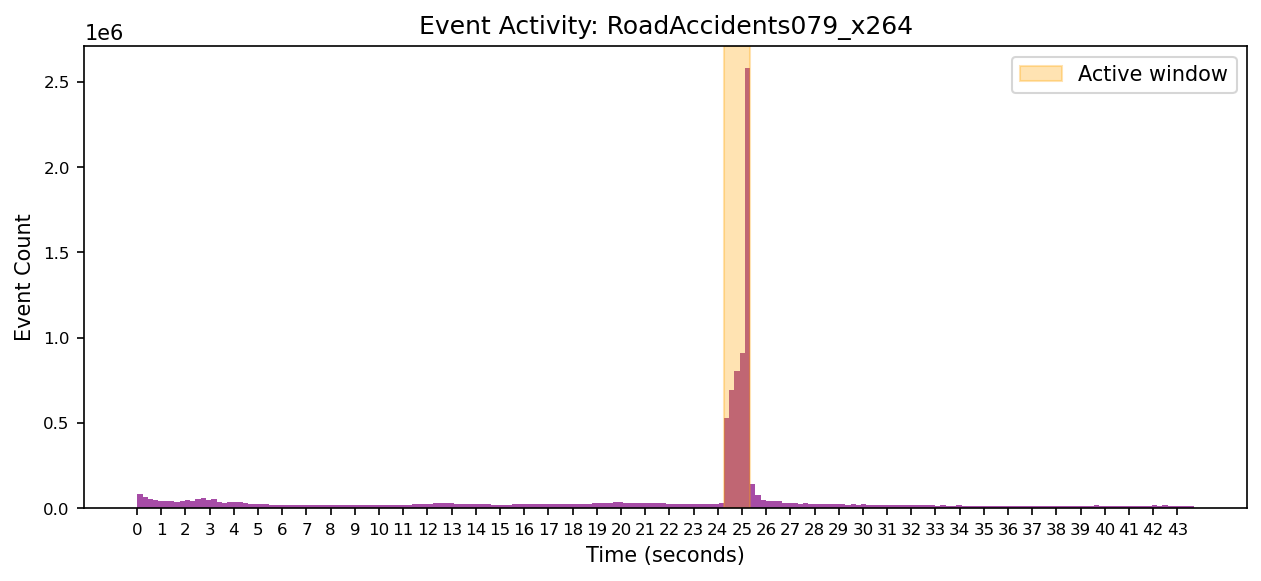 Event Activity: RoadAccidents079_x264
1e6
Active window
2.5
2.0
1.5
1.0
0.5
0.0
Event Count
0 1 2 3 4 5 6 7 8 9 10 11 12 13 14 15 16 17 18 19 20 21 22 23 24 25 26 27 28 29 30 31 32 33 34 35 36 37 38 39 40 41 42 43
Time (seconds)